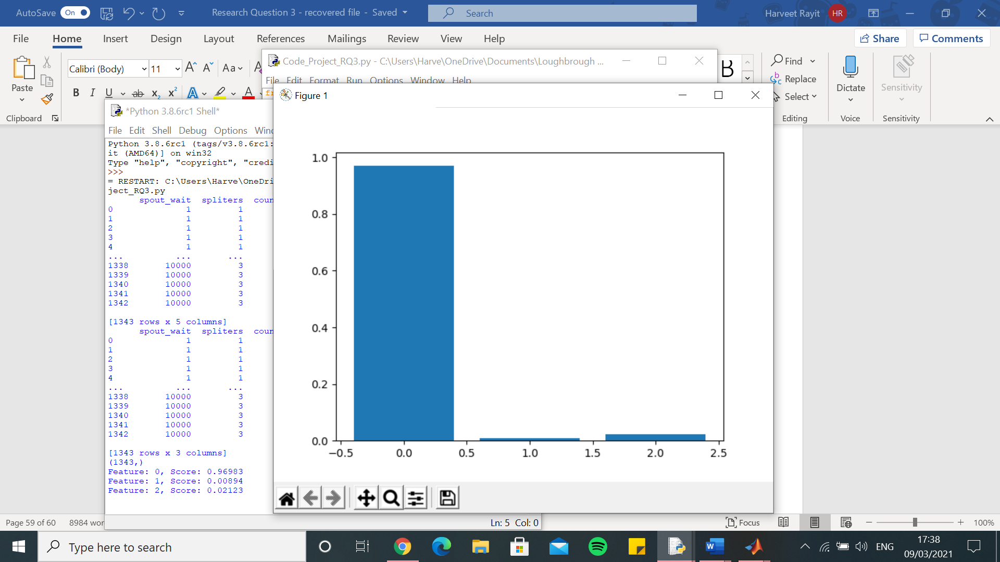 AutoSave On Research Question 3 - recovered file - Saved Search Harveet Rayit HR
File Home Insert Design Layout References Mailings Review View Help Share Comments
Paste
Clipboard
Calibri (Body) 11 Aa
B I U ab x2 x2 A A
Find
Replace
Select
Editing
Dictate
Voice
Sensitivity
Sensitivity
Code_Project_RQ3.py - C:\Users\Harve\OneDrive\Documents\Loughbrough ...
File Edit Format Run Options Window Help
*Python 3.8.6rc1 Shell*
File Edit Shell Debug Options
Python 3.8.6rc1 (tags/v3.8.6rc1:
it (AMD64)] on win32
Type "help", "copyright", "credi
>>>
= RESTART: C:\Users\Harve\OneDri
ject_RQ3.py
spout_wait spliters coun
0 1 1
1 1 1
2 1 1
3 1 1
4 1 1
... ... ...
1338 10000 3
1339 10000 3
1340 10000 3
1341 10000 3
1342 10000 3
[1343 rows x 5 columns]
spout_wait spliters coun
0 1 1
1 1 1
2 1 1
3 1 1
4 1 1
... ... ...
1338 10000 3
1339 10000 3
1340 10000 3
1341 10000 3
1342 10000 3
[1343 rows x 3 columns]
(1343,)
Feature: 0, Score: 0.96983
Feature: 1, Score: 0.00894
Feature: 2, Score: 0.02123
Ln: 5 Col: 0
Figure 1
1.0
0.8
0.6
0.4
0.2
0.0
−0.5 0.0 0.5 1.0 1.5 2.0 2.5
Page 59 of 60 8984 wor
Focus 100%
Type here to search
ENG
17:38
09/03/2021